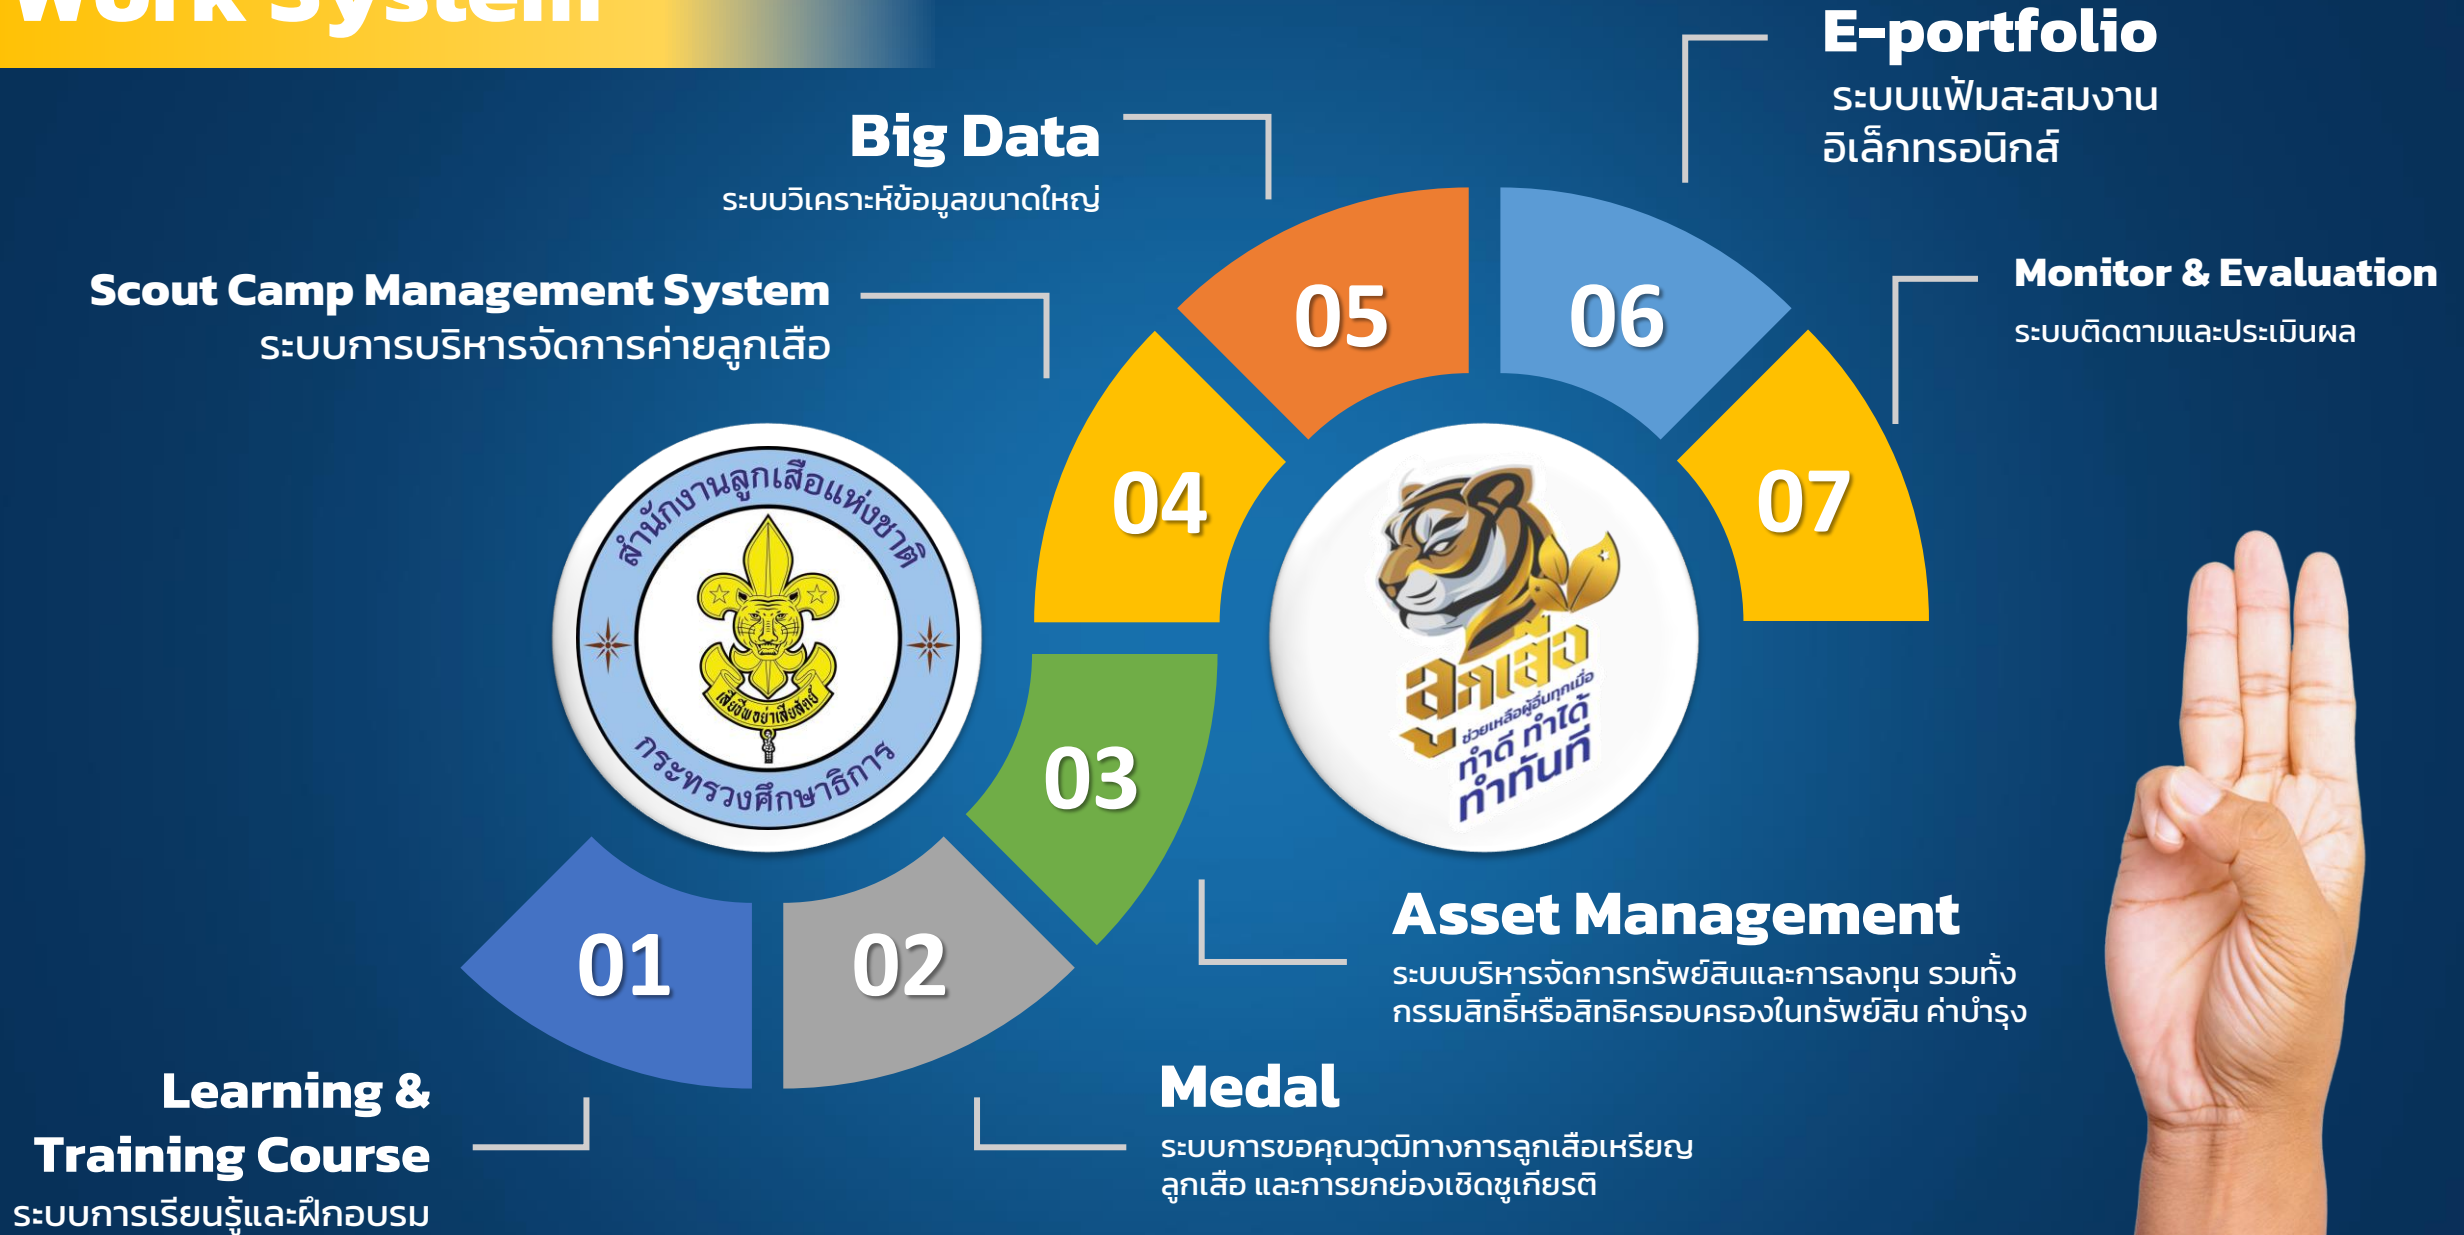 Work System
E-portfolio
ระบบแฟ้มสะสมงาน
อิเล็กทรอนิกส์
Big Data
ระบบวิเคราะห์ข้อมูลขนาดใหญ่
Scout Camp Management System
ระบบการบริหารจัดการค่ายลูกเสือ
Monitor & Evaluation
ระบบติดตามและประเมินผล
05
06
04
07
สำนักงานลูกเสือแห่งชาติ
เสียชีพอย่าเสียสัตย์
กระทรวงศึกษาธิการ
ลูกเสือ
ช่วยเหลือผู้อื่นทุกเมื่อ
ทำดี ทำได้
ทำทันที
03
01
02
Asset Management
ระบบบริหารจัดการทรัพย์สินและการลงทุน รวมทั้ง
กรรมสิทธิ์หรือสิทธิครอบครองในทรัพย์สิน ค่าบำรุง
Medal
ระบบการขอคุณวุฒิทางการลูกเสือเหรียญ
ลูกเสือ และการยกย่องเชิดชูเกียรติ
Learning &
Training Course
ระบบการเรียนรู้และฝึกอบรม